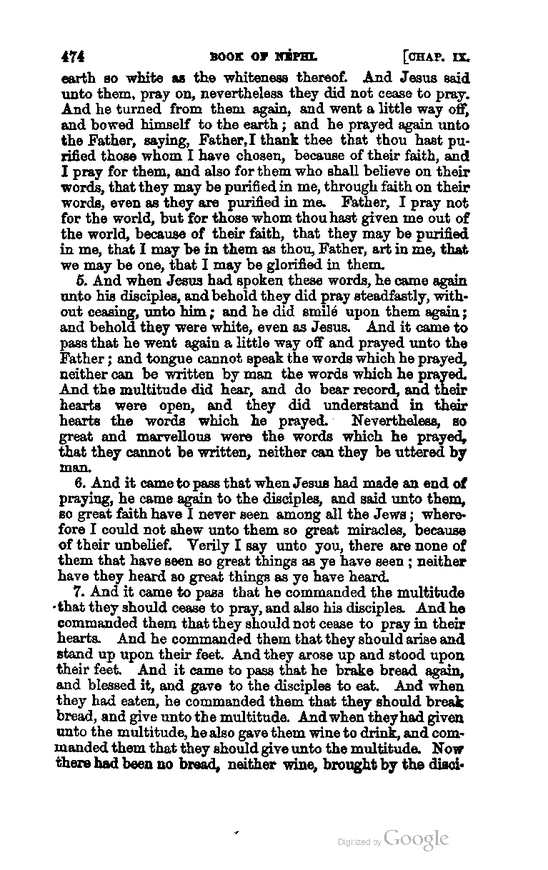 474 BOOK OF NEPHI. [CHAP. IX.
earth so white as the whiteness thereof. And Jesus said
unto them, pray on, nevertheless they did not cease to pray.
And he turned from them again, and went a little way off,
and bowed himself to the earth; and he prayed again unto
the Father, saying, Father, I thank thee that thou hast pu-
rified those whom I have chosen, because of their faith, and
I pray for them, and also for them who shall believe on their
words, that they may be purified in me, through faith on their
words, even as they are purified in me. Father, I pray not
for the world, but for those whom thou hast given me out of
the world, because of their faith, that they may be purified
in me, that I may be in them as thou, Father, art in me, that
we may be one, that I may be glorified in them.
5. And when Jesus had spoken these words, he came again
unto his disciples, and behold they did pray steadfastly, with-
out ceasing, unto him; and he did smile upon them again;
and behold they were white, even as Jesus. And it came to
pass that he went again a little way off and prayed unto the
Father; and tongue cannot speak the words which he prayed,
neither can be written by man the words which he prayed.
And the multitude did hear, and do bear record, and their
hearts were open, and they did understand in their
hearts the words which he prayed. Nevertheless, so
great and marvellous were the words which he prayed,
that they cannot be written, neither can they be uttered by
man.
6. And it came to pass that when Jesus had made an end of
praying, he came again to the disciples, and said unto them,
so great faith have I never seen among all the Jews; where-
fore I could not shew unto them so great miracles, because
of their unbelief. Verily I say unto you, there are none of
them that have seen so great things as ye have seen; neither
have they heard so great things as ye have heard.
7. And it came to pass that he commanded the multitude
that they should cease to pray, and also his disciples. And he
commanded them that they should not cease to pray in their
hearts. And he commanded them that they should arise and
stand up upon their feet. And they arose up and stood upon
their feet. And it came to pass that he brake bread again,
and blessed it, and gave to the disciples to eat. And when
they had eaten, he commanded them that they should break
bread, and give unto the multitude. And when they had given
unto the multitude, he also gave them wine to drink, and com-
manded them that they should give unto the multitude. Now
there had been no bread, neither wine, brought by the disci-
Digitized by Google